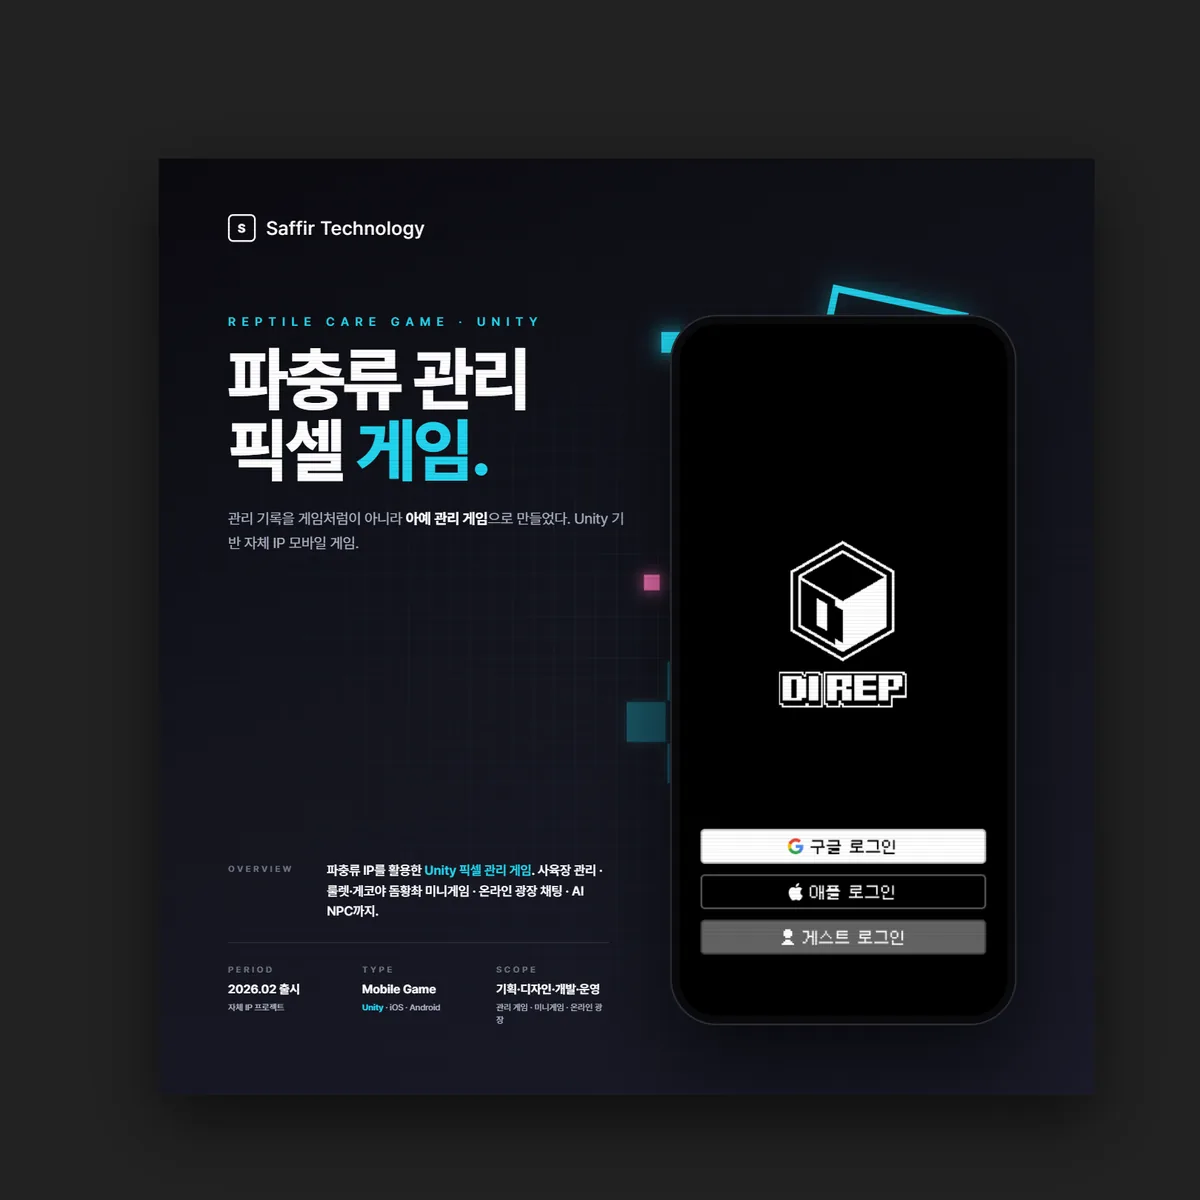 S Saffir Technology
REPTILE CARE GAME · UNITY
파충류 관리
픽셀 게임.
관리 기록을 게임처럼이 아니라 아예 관리 게임으로 만들었다. Unity 기
반 자체 IP 모바일 게임.
OVERVIEW
파충류 IP를 활용한 Unity 픽셀 관리 게임. 사육장 관리 ·
룰렛·게코야 돔황촤 미니게임 · 온라인 광장 채팅 · AI
NPC까지.
PERIOD
2026.02 출시
자체 IP 프로젝트
TYPE
Mobile Game
Unity · iOS · Android
SCOPE
기획·디자인·개발·운영
관리 게임 · 미니게임 · 온라인 광
장
D
DIREP
구글 로그인
애플 로그인
게스트 로그인